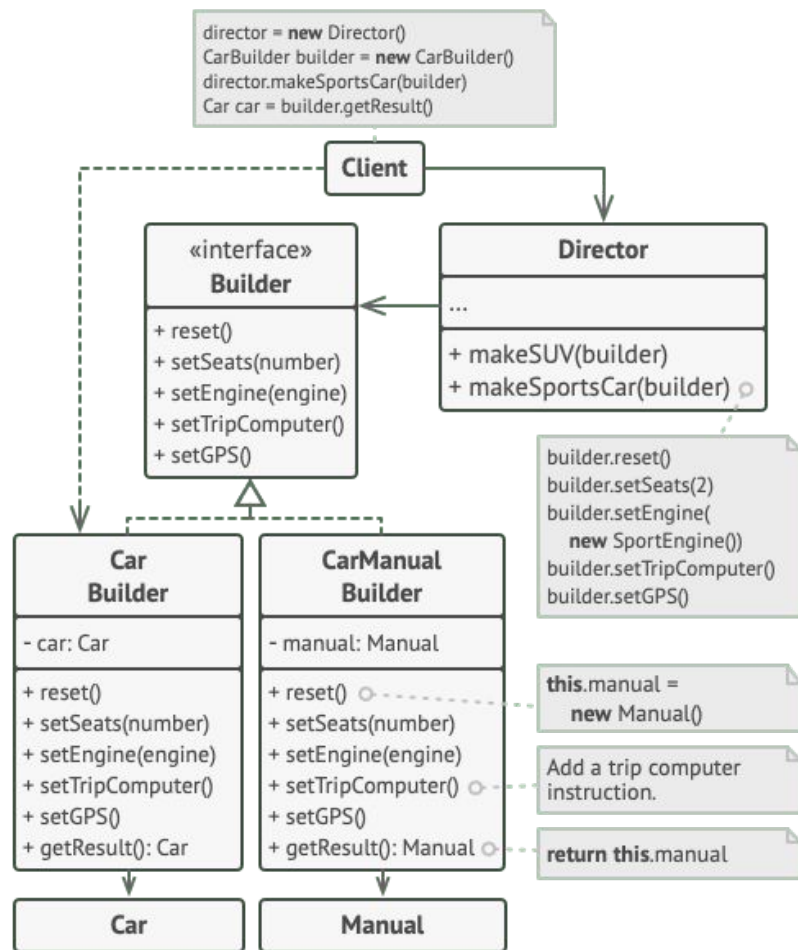 director = new Director()
CarBuilder builder = new CarBuilder()
director.makeSportsCar(builder)
Car car = builder.getResult()
Client
«interface»
Builder
+ reset()
+ setSeats(number)
+ setEngine(engine)
+ setTripComputer()
+ setGPS()
Director
...
+ makeSUV(builder)
+ makeSportsCar(builder)
builder.reset()
builder.setSeats(2)
builder.setEngine(
new SportEngine())
builder.setTripComputer()
builder.setGPS()
Car
Builder
- car: Car
+ reset()
+ setSeats(number)
+ setEngine(engine)
+ setTripComputer()
+ setGPS()
+ getResult(): Car
CarManual
Builder
- manual: Manual
+ reset()
+ setSeats(number)
+ setEngine(engine)
+ setTripComputer()
+ setGPS()
+ getResult(): Manual
this.manual =
new Manual()
Add a trip computer
instruction.
return this.manual
Car
Manual